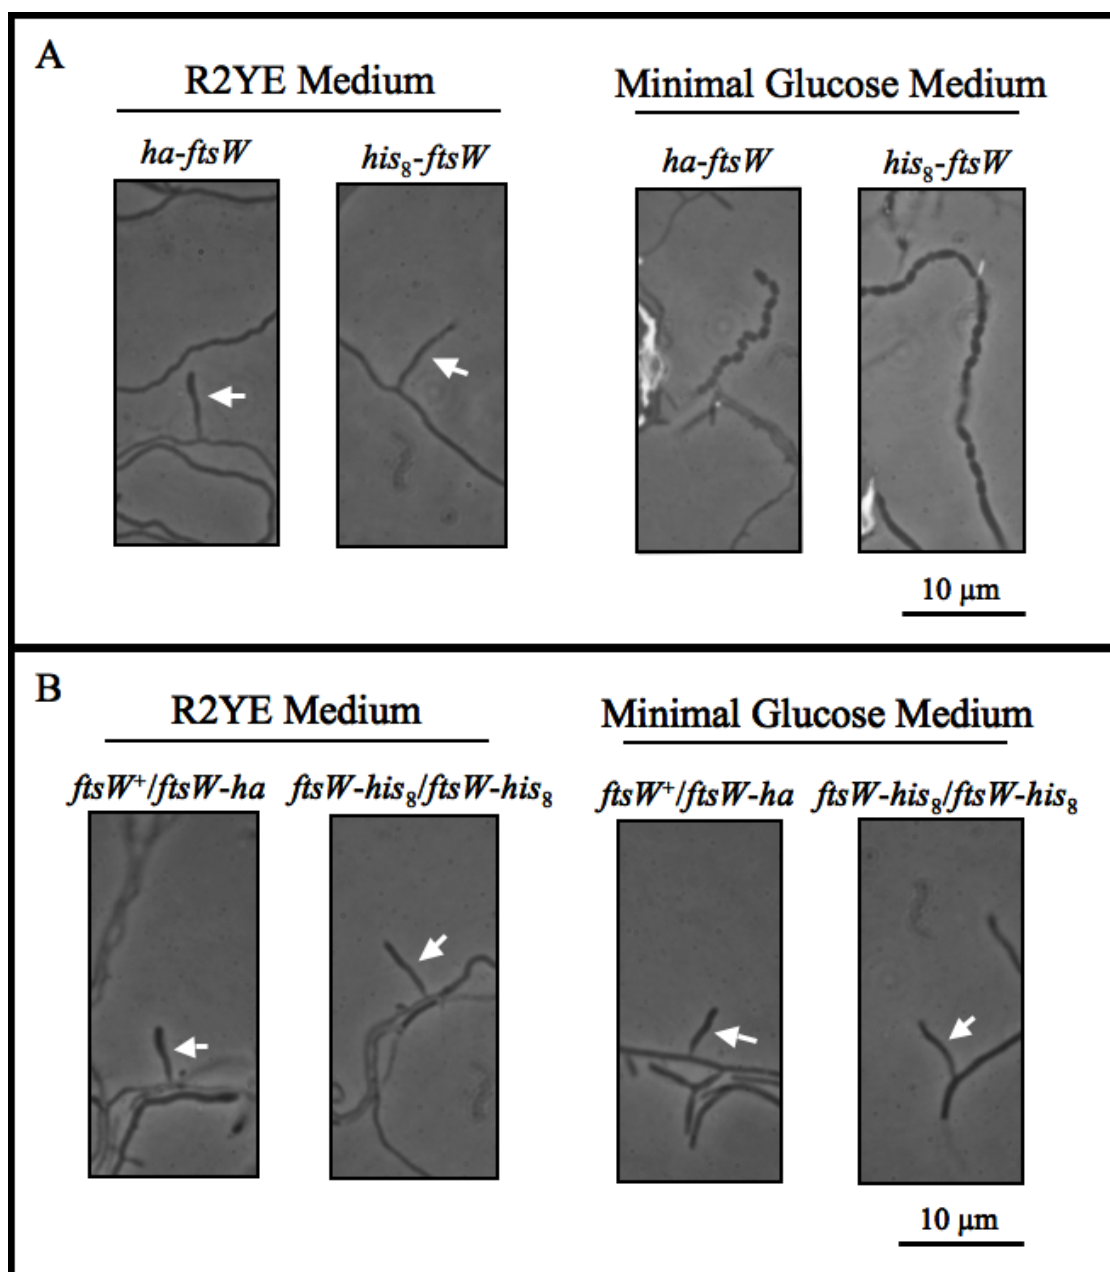 A
R2YE Medium
Minimal Glucose Medium
ha-ftsW
his₈-ftsW
ha-ftsW
his₈-ftsW
10 μm
B
R2YE Medium
Minimal Glucose Medium
ftsW⁺/ftsW-ha
ftsW-his₈/ftsW-his₈
ftsW⁺/ftsW-ha
ftsW-his₈/ftsW-his₈
10 μm